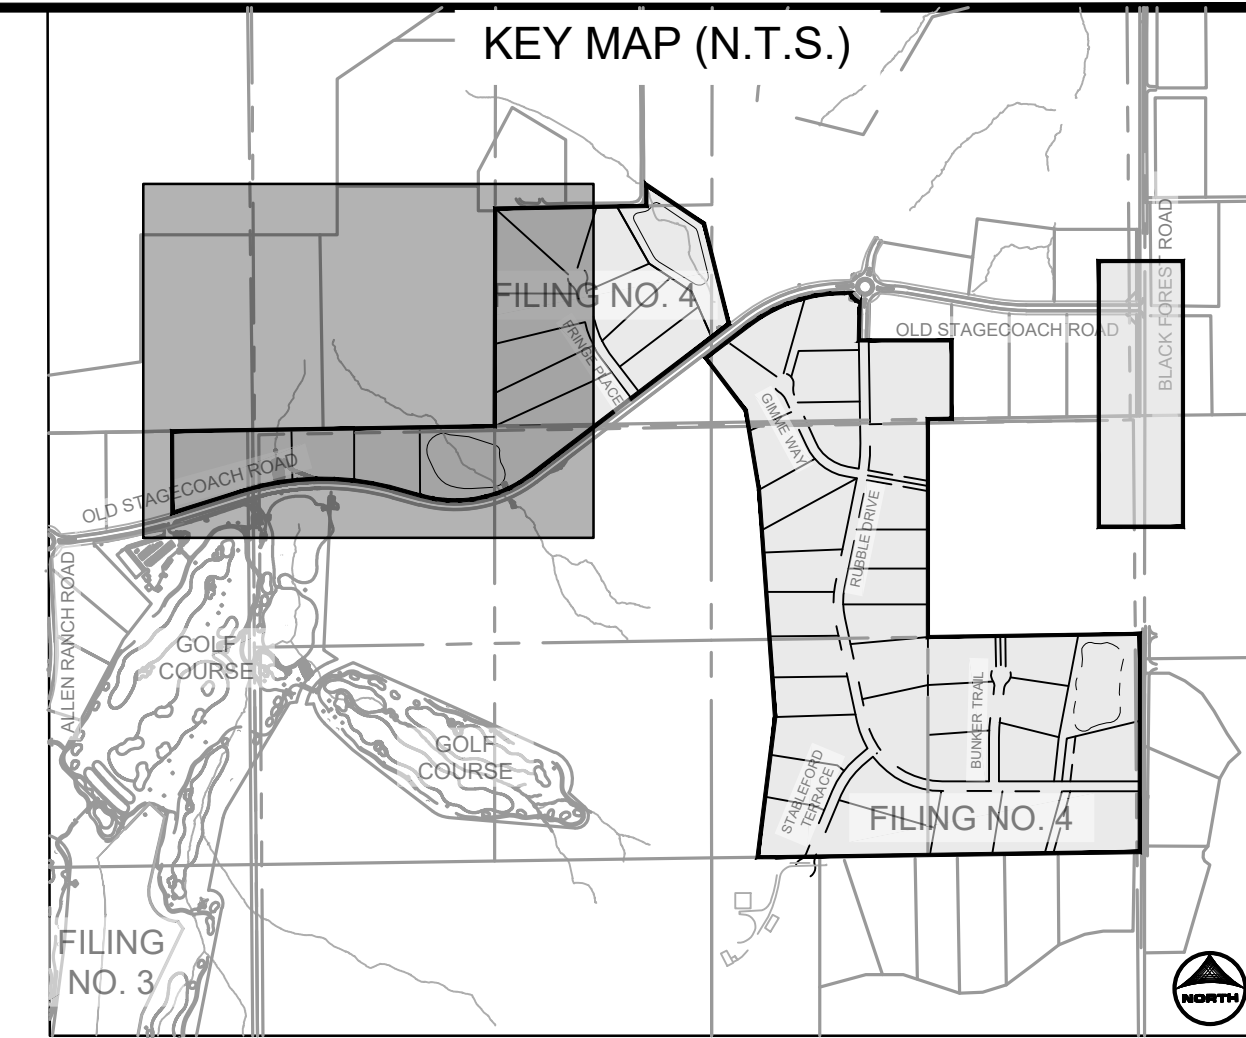 KEY MAP (N.T.S.)
BLACK FOREST ROAD
FILING NO. 4
OLD STAGECOACH ROAD
FRINGE PLACE
GIMME WAY
OLD STAGECOACH ROAD
RUBBLE DRIVE
ALLEN RANCH ROAD
GOLF
COURSE
BUNKER TRAIL
GOLF
COURSE
STABLEFORD
TERRACE
FILING NO. 4
FILING
NO. 3
NORTH